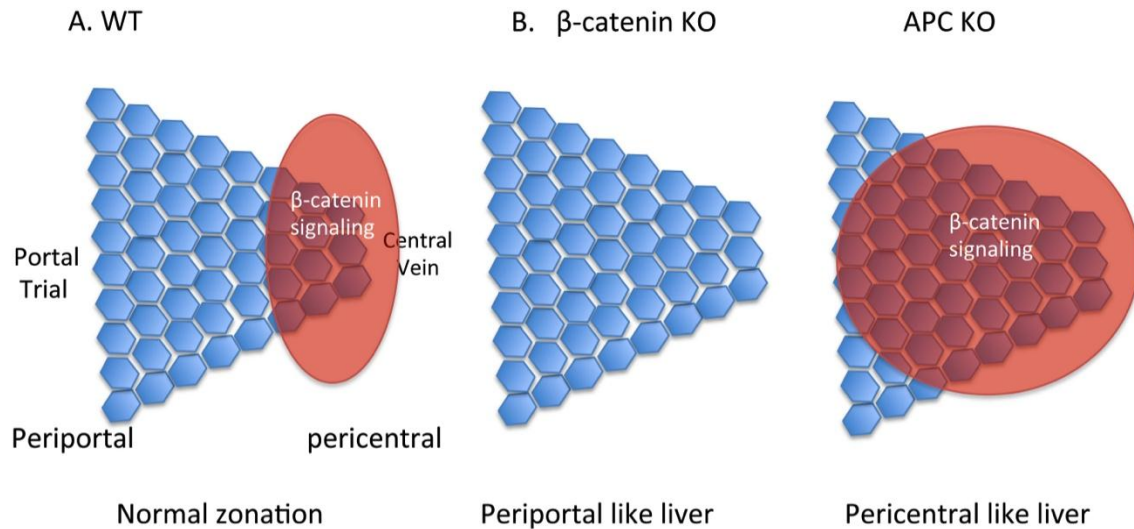 A. WT
B. β-catenin KO
APC KO
β-catenin
signaling
Portal
Trial
Central
Vein
β-catenin
signaling
Periportal
pericentral
Normal zonation
Periportal like liver
Pericentral like liver